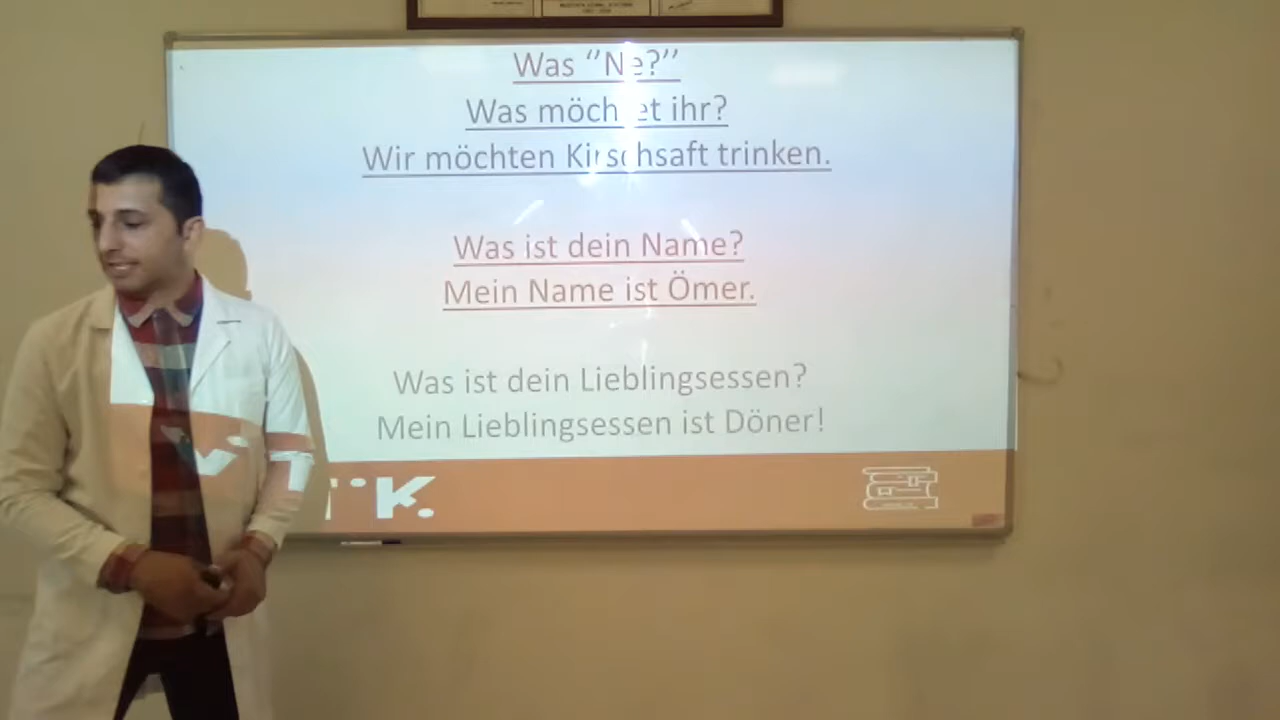 Was ‘’Ne?’’
Was möchtet ihr?
Wir möchten Kirschsaft trinken.
Was ist dein Name?
Mein Name ist Ömer.
Was ist dein Lieblingsessen?
Mein Lieblingsessen ist Döner!